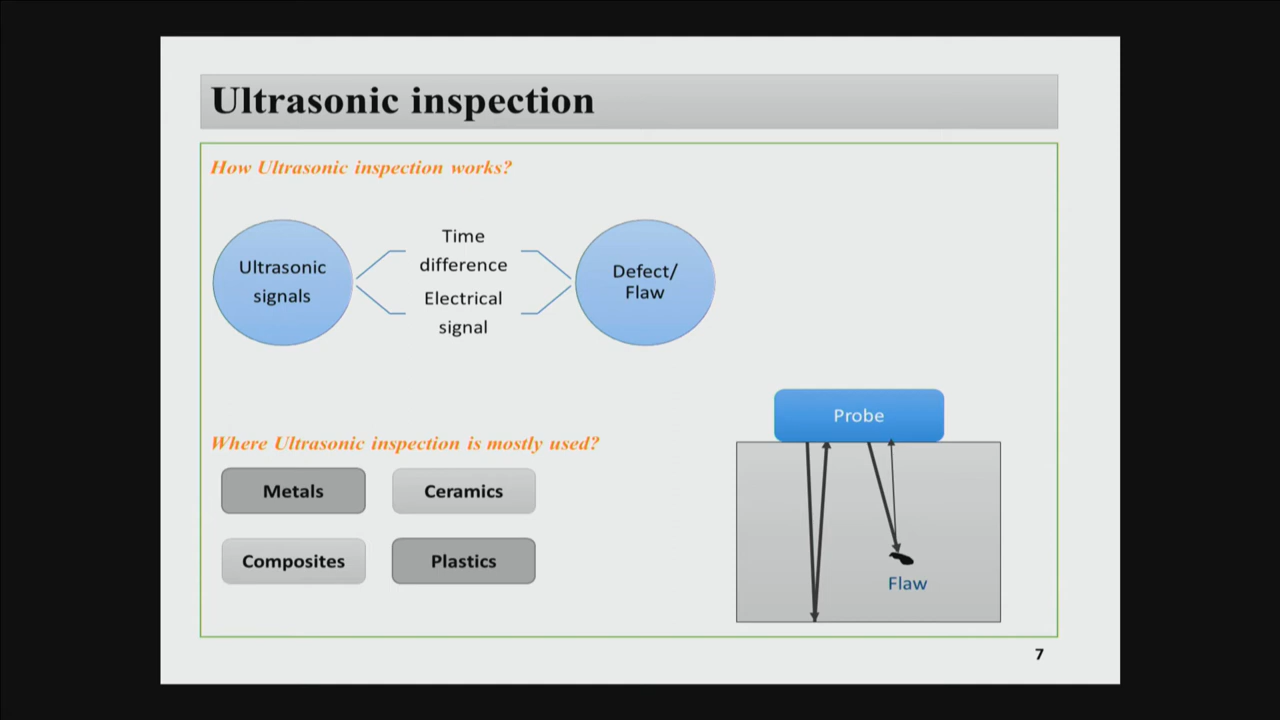 Ultrasonic inspection
How Ultrasonic inspection works?
Ultrasonic
signals
Time
difference
Electrical
signal
Defect/
Flaw
Where Ultrasonic inspection is mostly used?
Metals
Ceramics
Composites
Plastics
Probe
Flaw
7